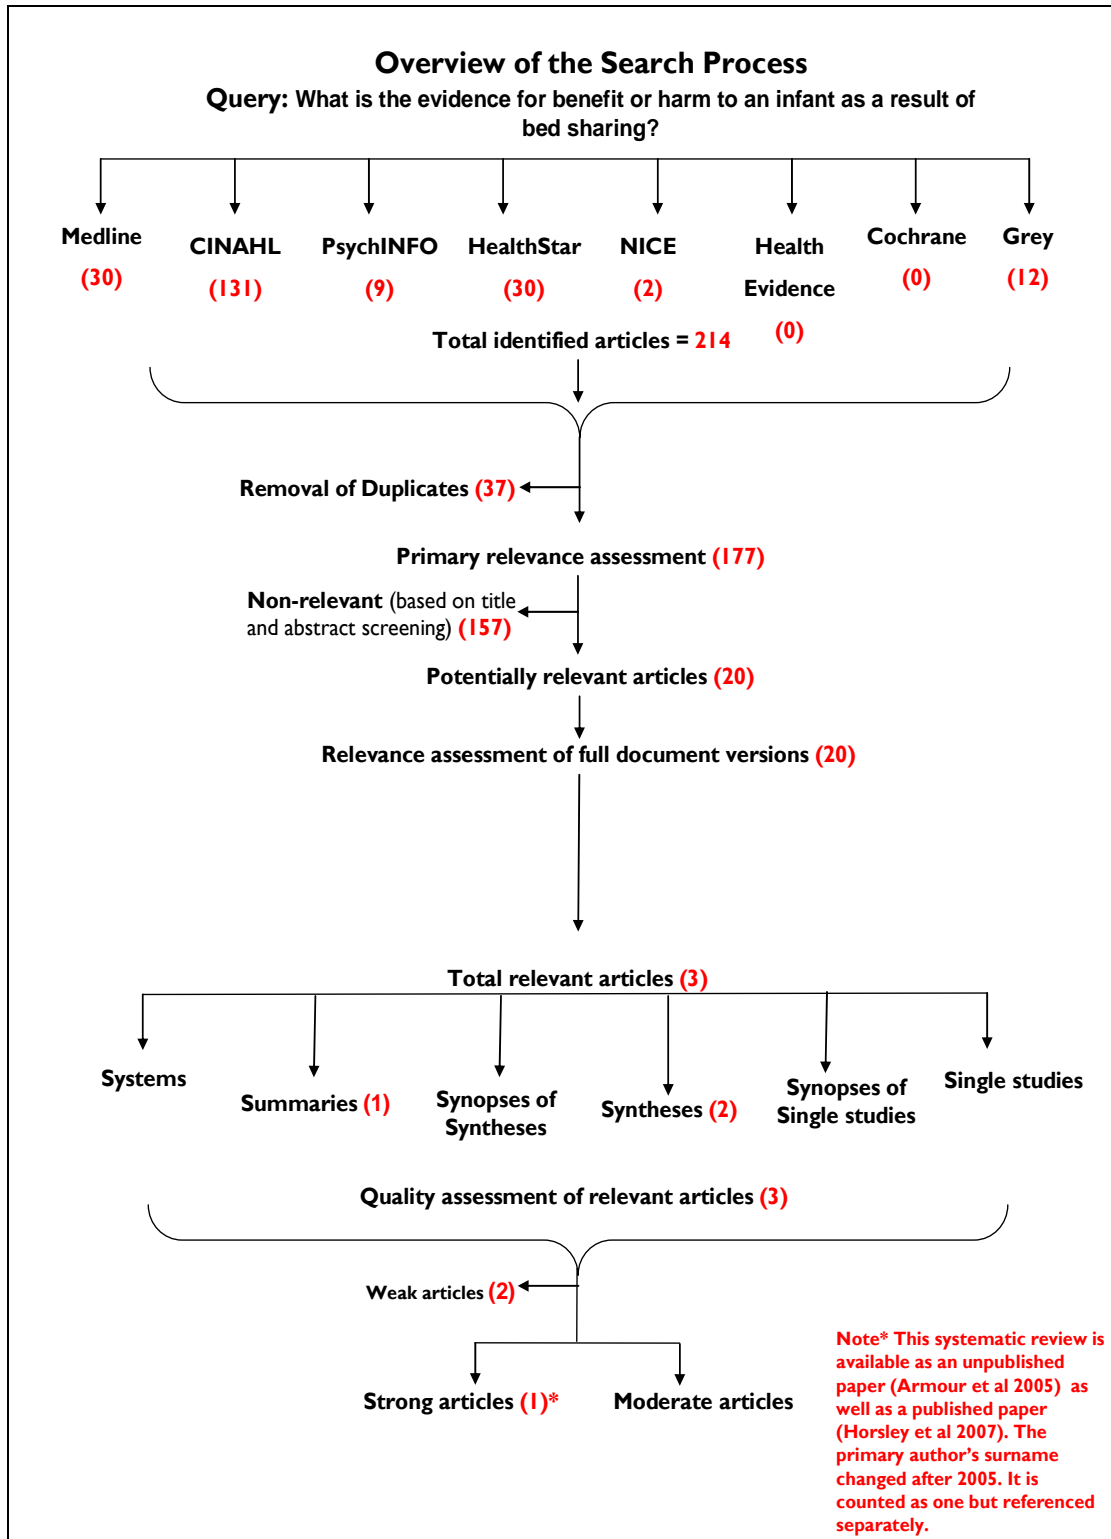 Overview of the Search Process
Query: What is the evidence for benefit or harm to an infant as a result of
bed sharing?
Medline
(30)
CINAHL
(131)
PsychINFO
(9)
HealthStar
(30)
NICE
(2)
Health
Evidence
(0)
Cochrane
(0)
Grey
(12)
Total identified articles = 214
Removal of Duplicates (37)
Primary relevance assessment (177)
Non-relevant (based on title
and abstract screening) (157)
Potentially relevant articles (20)
Relevance assessment of full document versions (20)
Total relevant articles (3)
Systems
Summaries (1)
Synopses of
Syntheses
Syntheses (2)
Synopses of
Single studies
Single studies
Quality assessment of relevant articles (3)
Weak articles (2)
Strong articles (1)*
Moderate articles
Note* This systematic review is
available as an unpublished
paper (Armour et al 2005) as
well as a published paper
(Horsley et al 2007). The
primary author's surname
changed after 2005. It is
counted as one but referenced
separately.